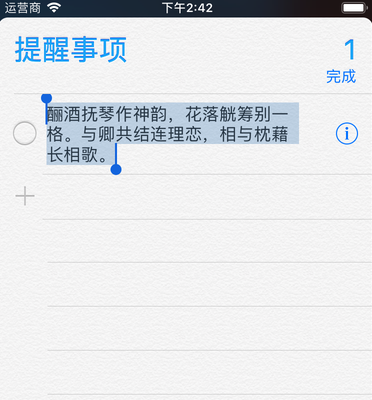 运营商 下午2:42
提醒事项 1
完成
酾酒抚琴作神韵，花落觥筹别一
格。与卿共结连理恋，相与枕藉
长相歌。